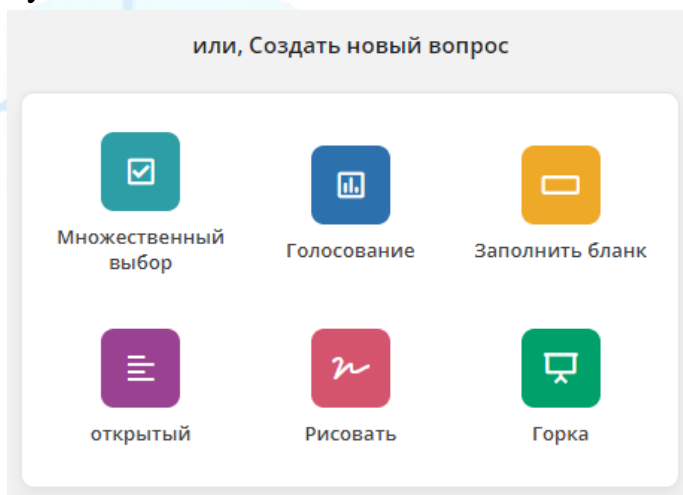 или, Создать новый вопрос
Множественный
выбор
Голосование
Заполнить бланк
открытый
Рисовать
Горка